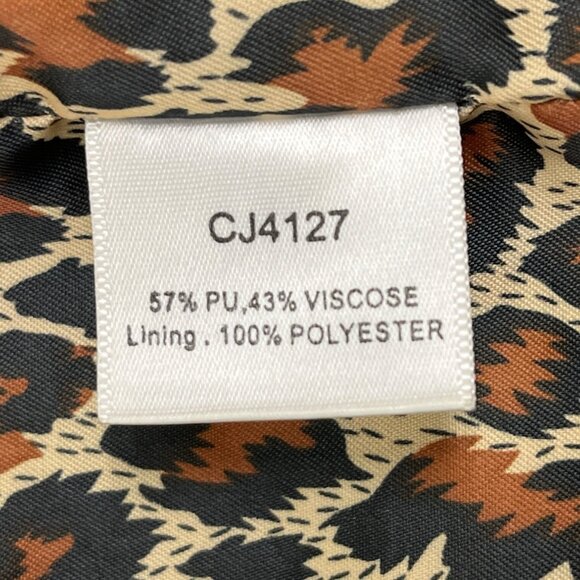 CJ4127
57% PU,43% VISCOSE
Lining . 100% POLYESTER